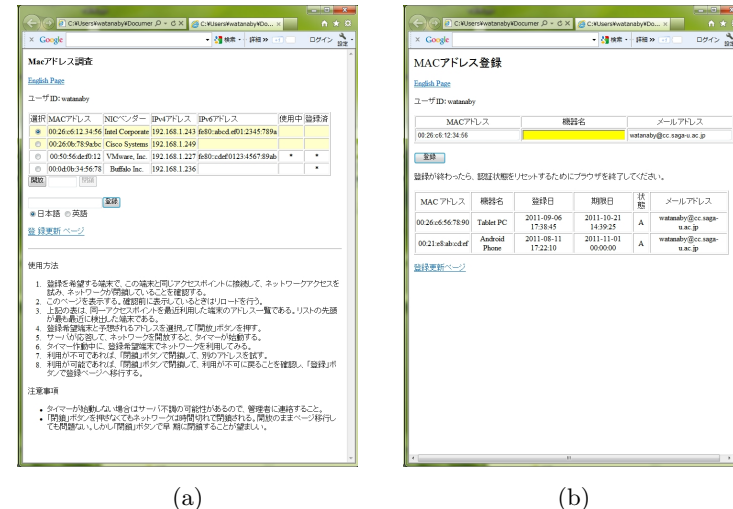 C:¥Users¥watanaby¥Documer
C:¥Users¥watanaby¥Do...
× Google
検索
詳細 »
ログイン
設定
Macアドレス調査
English Page
ユーザID: watanaby
選択 MACアドレス NICベンダー IPv4アドレス IPv6アドレス 使用中 登録済
00:26:c6:12:34:56 Intel Corporate 192.168.1.243 fe80::abcd:ef01:2345:789a
00:26:0b:78:9a:bc Cisco Systems 192.168.1.249
00:50:56:de:f0:12 VMware, Inc. 192.168.1.227 fe80::cdef:0123:4567:89ab * *
00:0d:0b:34:56:78 Buffalo Inc. 192.168.1.236 *
開放 閉鎖
登録
日本語 英語
登録更新 ページ
使用方法
1. 登録を希望する端末で、この端末と同じアクセスポイントに接続して、ネットワークアクセスを
試み、ネットワークが閉鎖していることを確認する。
2. このページを表示する。確認前に表示しているときはリロードを行う。
3. 上記の表は、同一アクセスポイントを最近利用した端末のアドレス一覧である。リストの先頭
が最も最近に検出した端末である。
4. 登録希望端末と予想されるアドレスを選択して「開放」ボタンを押す。
5. サーバが応答して、ネットワークを開放すると、タイマーが始動する。
6. タイマー作動中に、登録希望端末でネットワークを利用してみる。
7. 利用が不可であれば、「閉鎖」ボタンで閉鎖して、別のアドレスを試す。
8. 利用が可能であれば、「閉鎖」ボタンで閉鎖して、利用が不可に戻ることを確認し、「登録」ボ
タンで登録ページへ移行する。
注意事項
• タイマーが始動しない場合はサーバ不調の可能性があるので、管理者に連絡すること。
• 「閉鎖」ボタンを押さなくてもネットワークは時間切れで閉鎖される。開放のままページ移行し
ても問題ない。しかし「閉鎖」ボタンで早 期に閉鎖することが望ましい。
(a)
C:¥Users¥watanaby¥Documer
C:¥Users¥watanaby¥Do...
× Google
検索
詳細 »
ログイン
設定
MACアドレス登録
English Page
ユーザID: watanaby
MACアドレス 機器名 メールアドレス
00:26:c6:12:34:56 watanaby@cc.saga-u.ac.jp
登録
登録が終わったら、認証状態をリセットするためにブラウザを終了してください。
MAC アドレス 機器名 登録日 期限日 状態 メールアドレス
00:26:c6:56:78:90 Tablet PC 2011-09-06 17:38:45 2011-10-21 14:39:25 A watanaby@cc.saga-u.ac.jp
00:21:e8:ab:cd:ef Android Phone 2011-08-11 17:22:10 2011-11-01 00:00:00 A watanaby@cc.saga-u.ac.jp
登録更新ページ
(b)